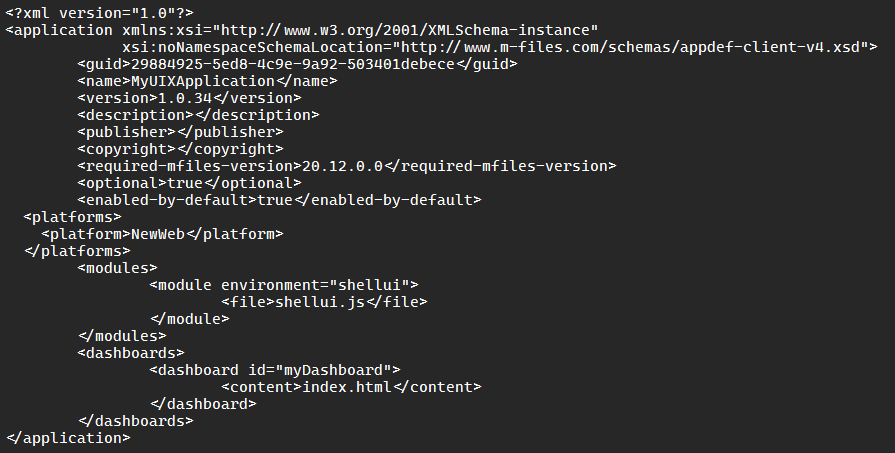 <?xml version="1.0"?>
<application xmlns:xsi="http://www.w3.org/2001/XMLSchema-instance"
             xsi:noNamespaceSchemaLocation="http://www.m-files.com/schemas/appdef-client-v4.xsd">
        <guid>29884925-5ed8-4c9e-9a92-503401debece</guid>
        <name>MyUIXApplication</name>
        <version>1.0.34</version>
        <description></description>
        <publisher></publisher>
        <copyright></copyright>
        <required-mfiles-version>20.12.0.0</required-mfiles-version>
        <optional>true</optional>
        <enabled-by-default>true</enabled-by-default>
  <platforms>
    <platform>NewWeb</platform>
  </platforms>
        <modules>
                <module environment="shellui">
                        <file>shellui.js</file>
                </module>
        </modules>
        <dashboards>
                <dashboard id="myDashboard">
                        <content>index.html</content>
                </dashboard>
        </dashboards>
</application>